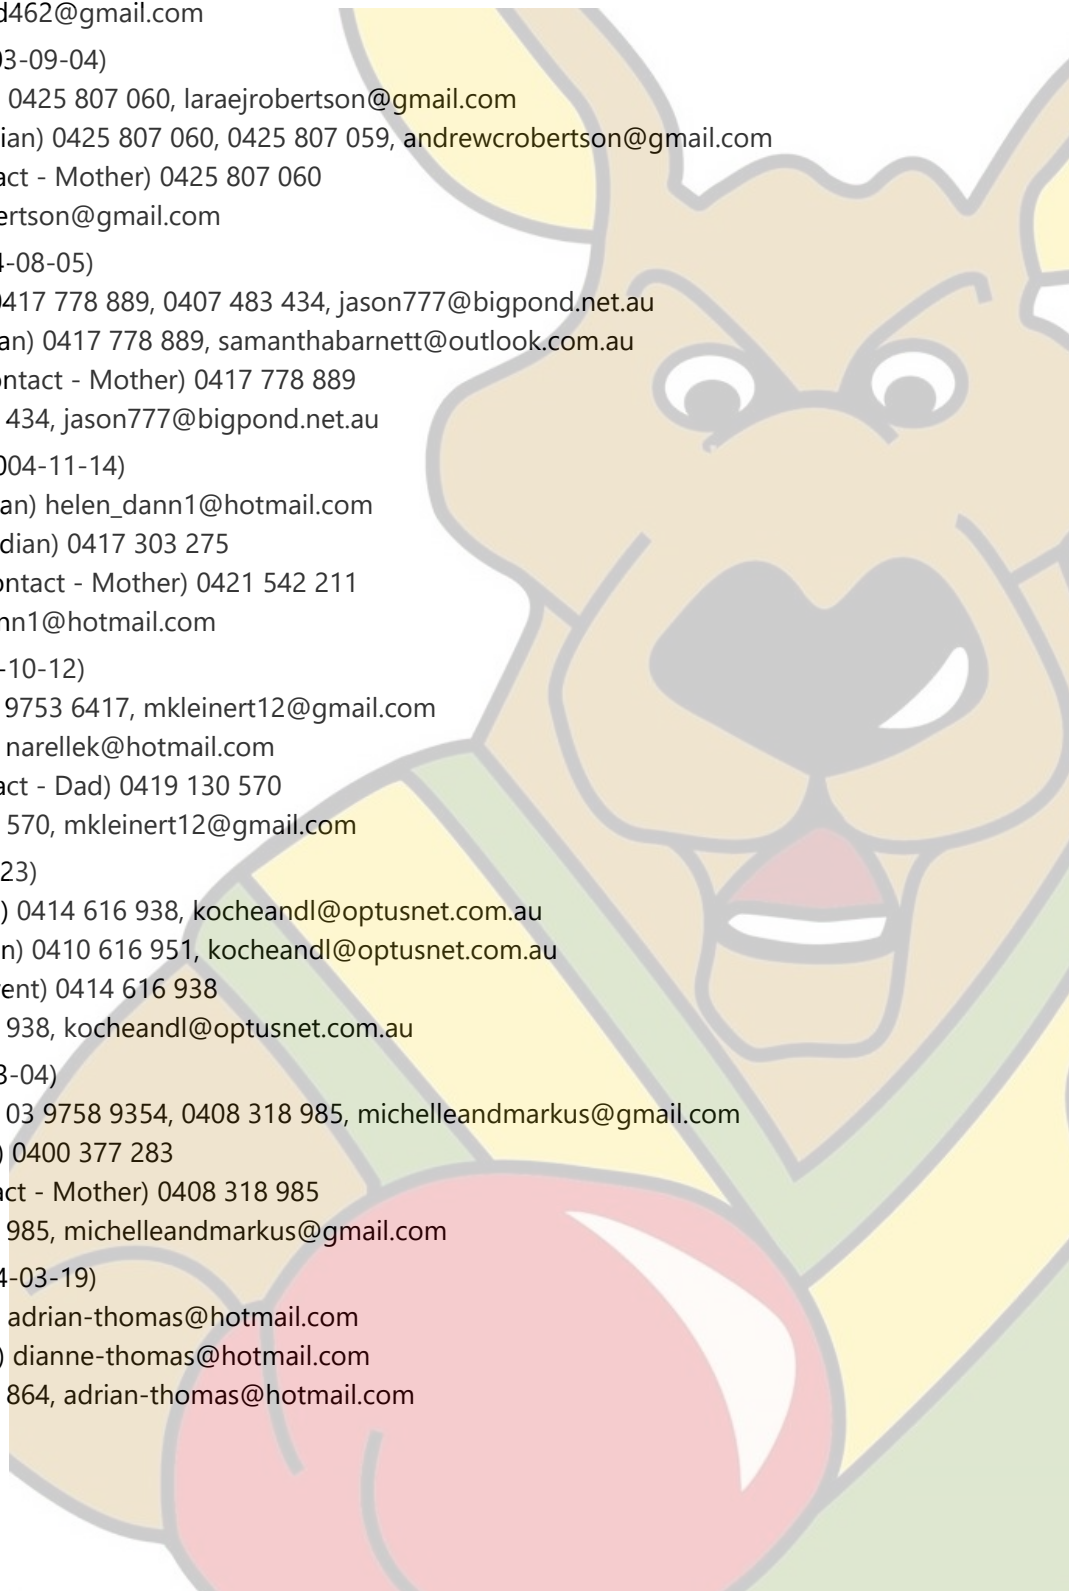 d462@gmail.com
3-09-04)
0425 807 060, laraejrobertson@gmail.com
ian) 0425 807 060, 0425 807 059, andrewcrobertson@gmail.com
act - Mother) 0425 807 060
ertson@gmail.com
-08-05)
0417 778 889, 0407 483 434, jason777@bigpond.net.au
an) 0417 778 889, samanthabarnett@outlook.com.au
ontact - Mother) 0417 778 889
434, jason777@bigpond.net.au
004-11-14)
an) helen_dann1@hotmail.com
dian) 0417 303 275
ontact - Mother) 0421 542 211
nn1@hotmail.com
-10-12)
9753 6417, mkleinert12@gmail.com
narellek@hotmail.com
act - Dad) 0419 130 570
570, mkleinert12@gmail.com
23)
) 0414 616 938, kocheandl@optusnet.com.au
n) 0410 616 951, kocheandl@optusnet.com.au
ent) 0414 616 938
938, kocheandl@optusnet.com.au
3-04)
03 9758 9354, 0408 318 985, michelleandmarkus@gmail.com
) 0400 377 283
act - Mother) 0408 318 985
985, michelleandmarkus@gmail.com
4-03-19)
adrian-thomas@hotmail.com
) dianne-thomas@hotmail.com
864, adrian-thomas@hotmail.com